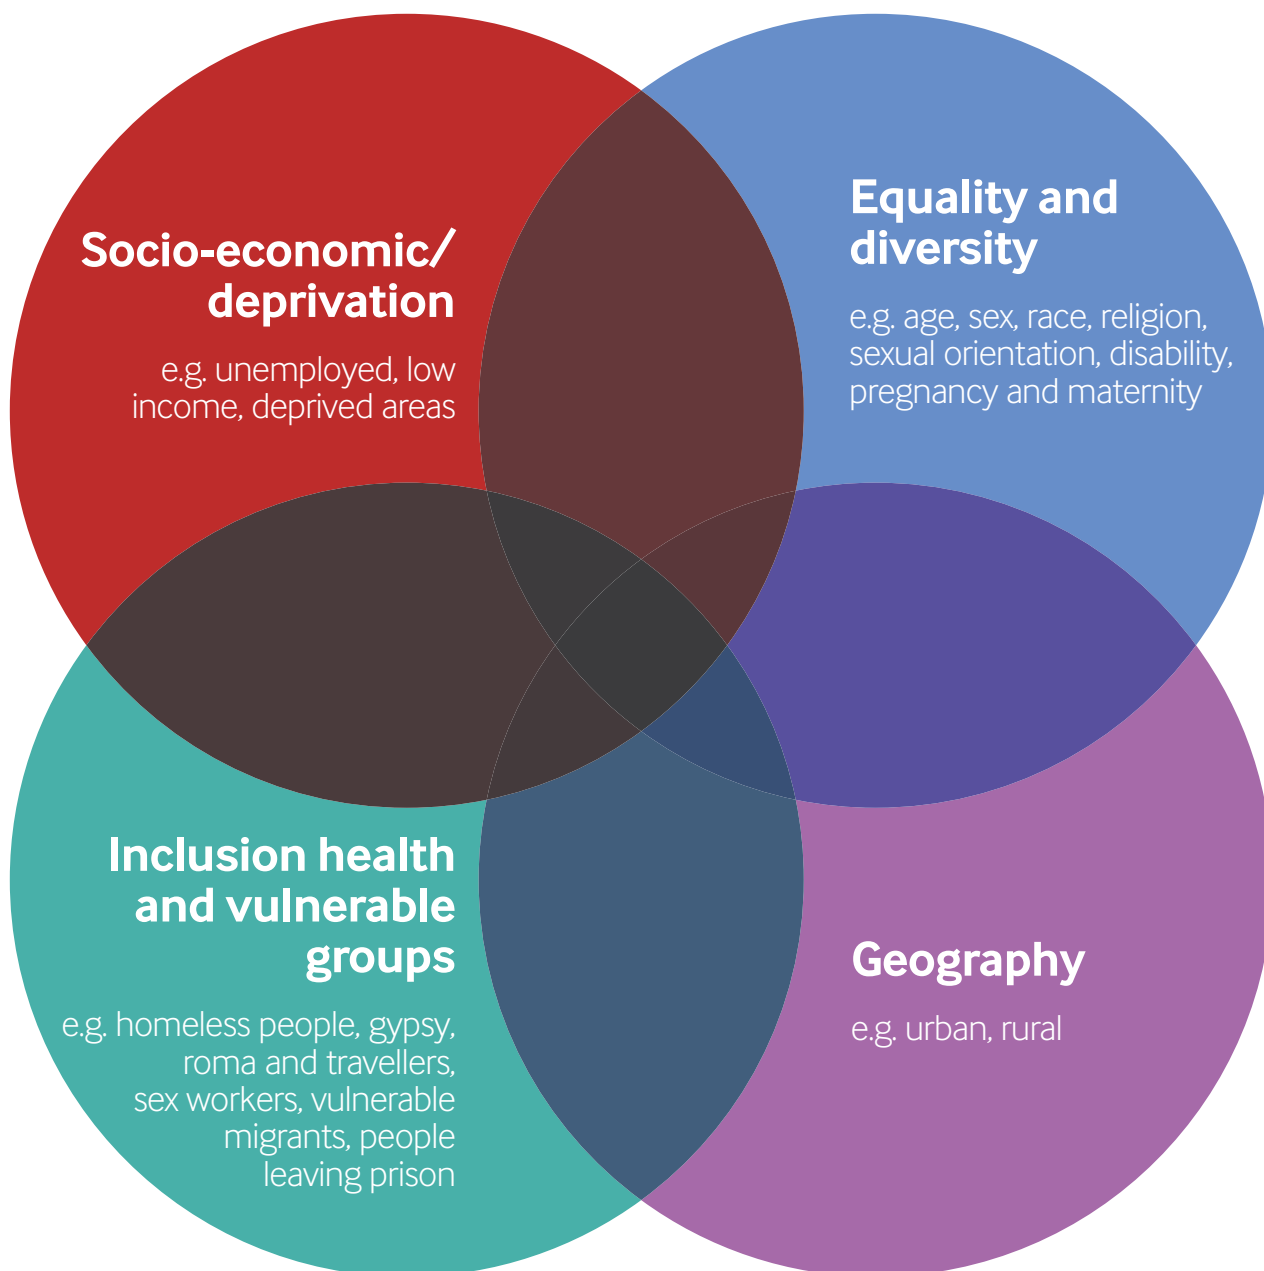 Socio-economic/
deprivation
e.g. unemployed, low
income, deprived areas
Equality and
diversity
e.g. age, sex, race, religion,
sexual orientation, disability,
pregnancy and maternity
Inclusion health
and vulnerable
groups
e.g. homeless people, gypsy,
roma and travellers,
sex workers, vulnerable
migrants, people
leaving prison
Geography
e.g. urban, rural